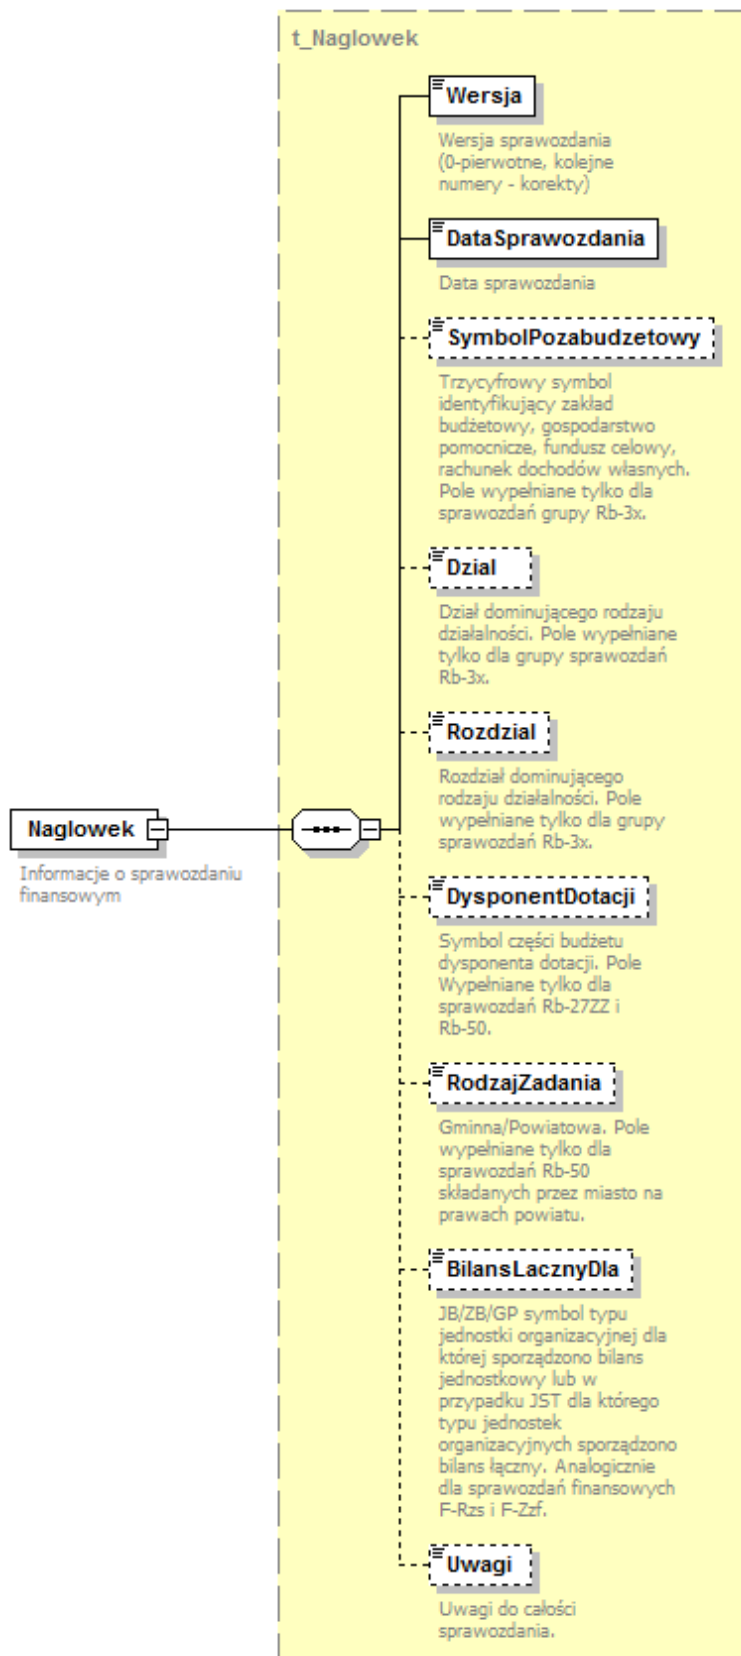 t_Naglowek
Wersja
Wersja sprawozdania
(0-pierwotne, kolejne
numery - korekty)
DataSprawozdania
Data sprawozdania
SymbolPozabudzetowy
Trzycyfrowy symbol
identyfikujący zakład
budżetowy, gospodarstwo
pomocnicze, fundusz celowy,
rachunek dochodów własnych.
Pole wypełniane tylko dla
sprawozdań grupy Rb-3x.
Dzial
Dział dominującego rodzaju
działalności. Pole wypełniane
tylko dla grupy sprawozdań
Rb-3x.
Rozdzial
Rozdział dominującego
rodzaju działalności. Pole
wypełniane tylko dla grupy
sprawozdań Rb-3x.
Naglowek
Informacje o sprawozdaniu
finansowym
DysponentDotacji
Symbol części budżetu
dysponenta dotacji. Pole
Wypełniane tylko dla
sprawozdań Rb-27ZZ i
Rb-50.
RodzajZadania
Gminna/Powiatowa. Pole
wypełniane tylko dla
sprawozdań Rb-50
składanych przez miasto na
prawach powiatu.
BilansLacznyDla
JB/ZB/GP symbol typu
jednostki organizacyjnej dla
której sporządzono bilans
jednostkowy lub w
przypadku JST dla którego
typu jednostek
organizacyjnych sporządzono
bilans łączny. Analogicznie
dla sprawozdań finansowych
F-Rzs i F-Zzf.
Uwagi
Uwagi do całości
sprawozdania.